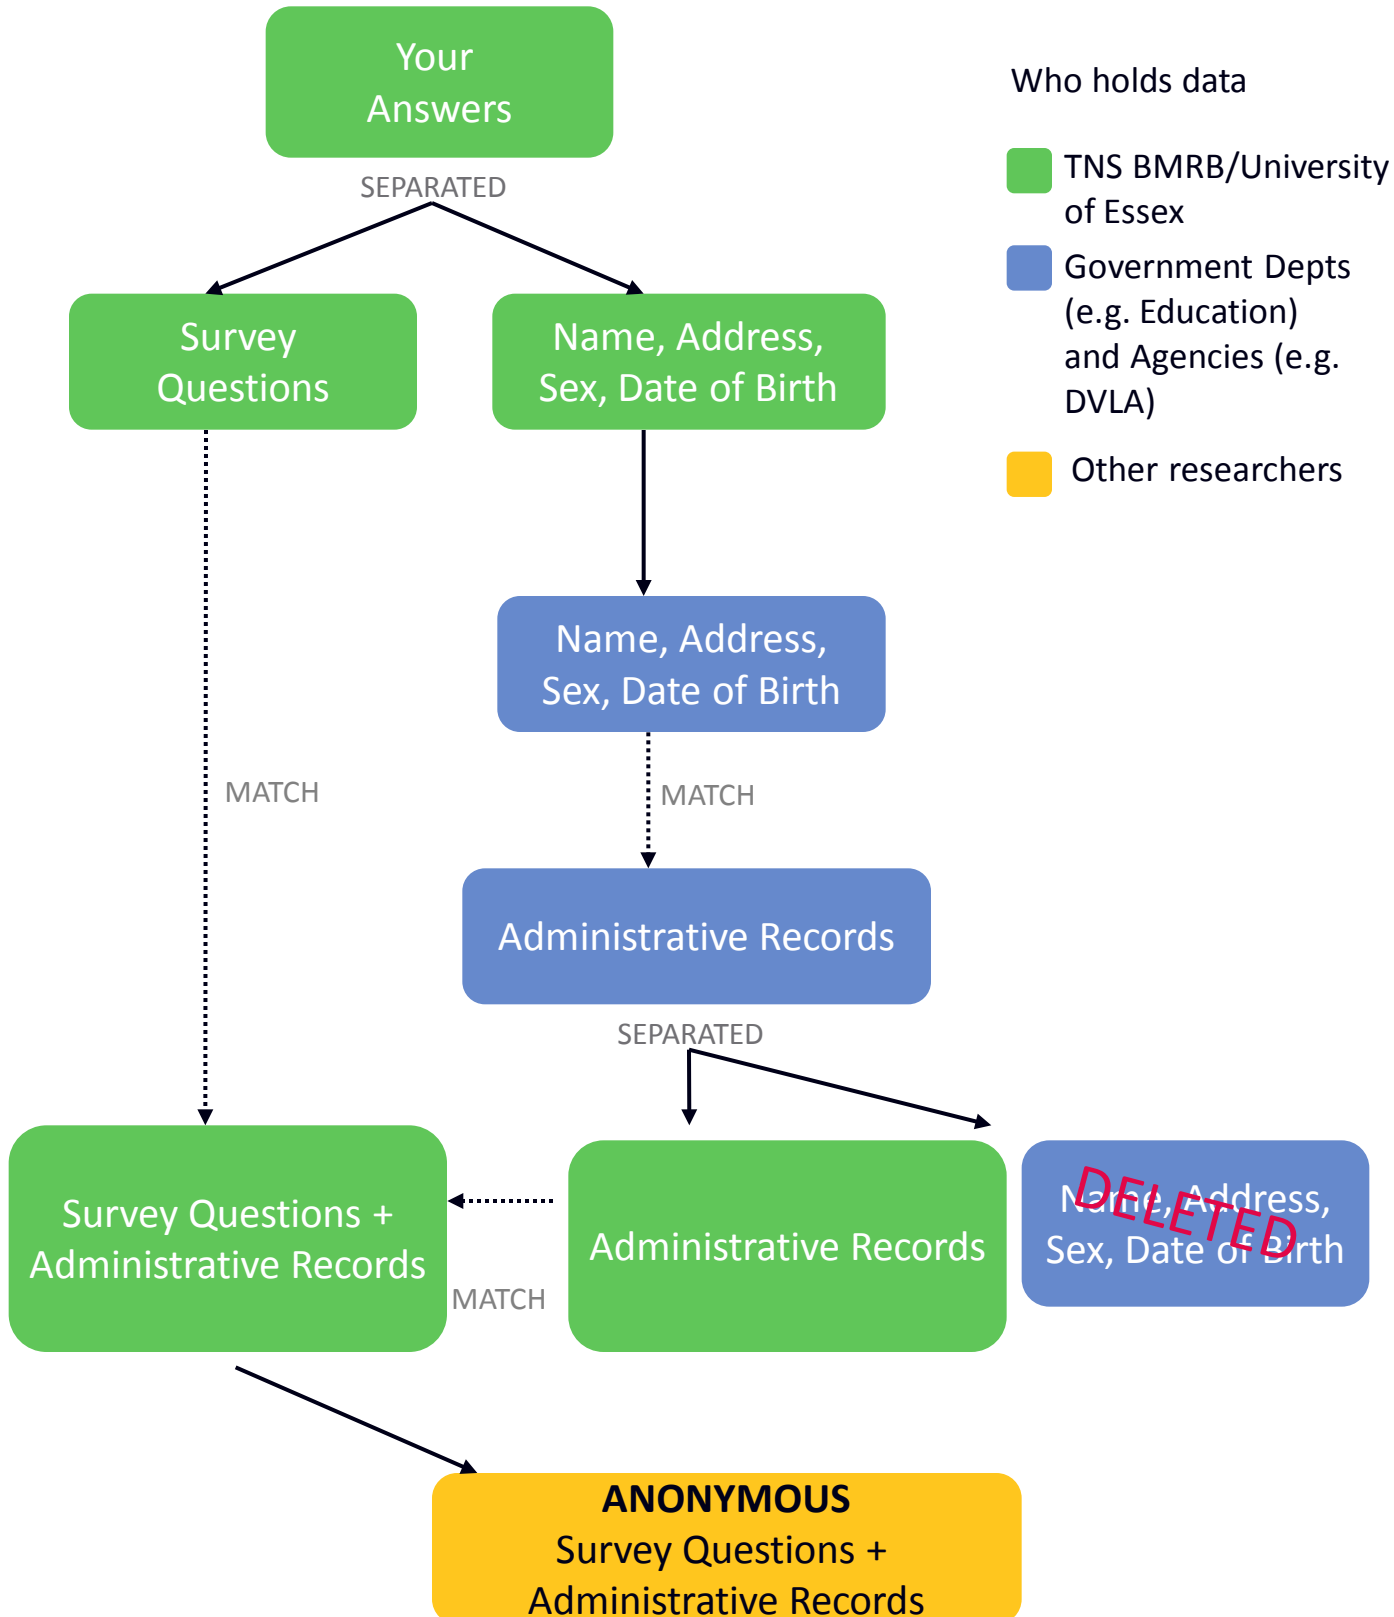 Your
Answers
Who holds data
TNS BMRB/University
of Essex
Government Depts
(e.g. Education)
and Agencies (e.g.
DVLA)
Other researchers
SEPARATED
Survey
Questions
Name, Address,
Sex, Date of Birth
Name, Address,
Sex, Date of Birth
MATCH
MATCH
Administrative Records
SEPARATED
Survey Questions +
Administrative Records
MATCH
Administrative Records
Name, Address,
Sex, Date of Birth
DELETED
ANONYMOUS
Survey Questions +
Administrative Records